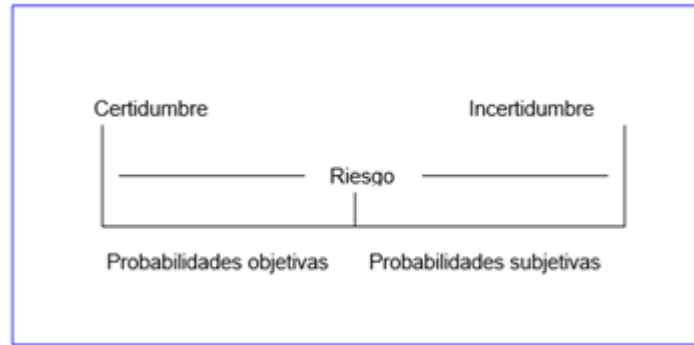 Certidumbre Incertidumbre
Riesgo
Probabilidades objetivas Probabilidades subjetivas